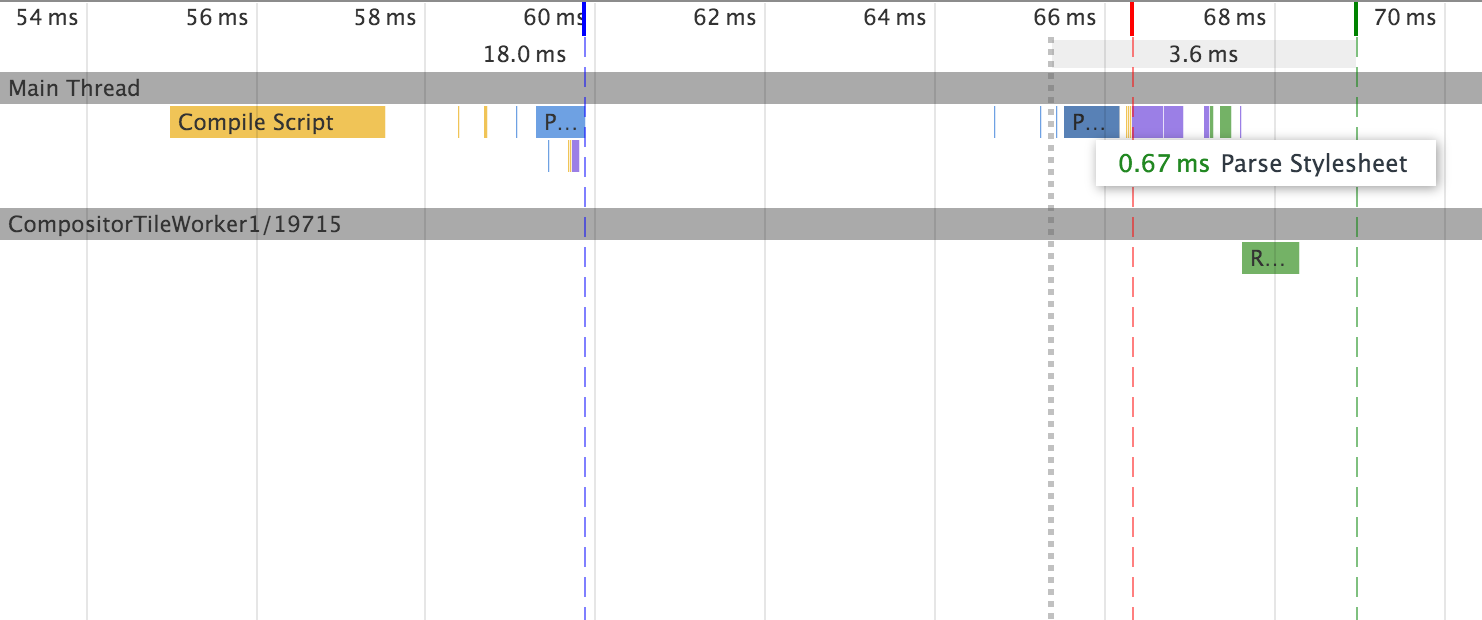 54 ms 56 ms 58 ms 60 ms 62 ms 64 ms 66 ms 68 ms 70 ms
18.0 ms 3.6 ms
Main Thread
Compile Script P... P...
0.67 ms Parse Stylesheet
CompositorTileWorker1/19715
R...